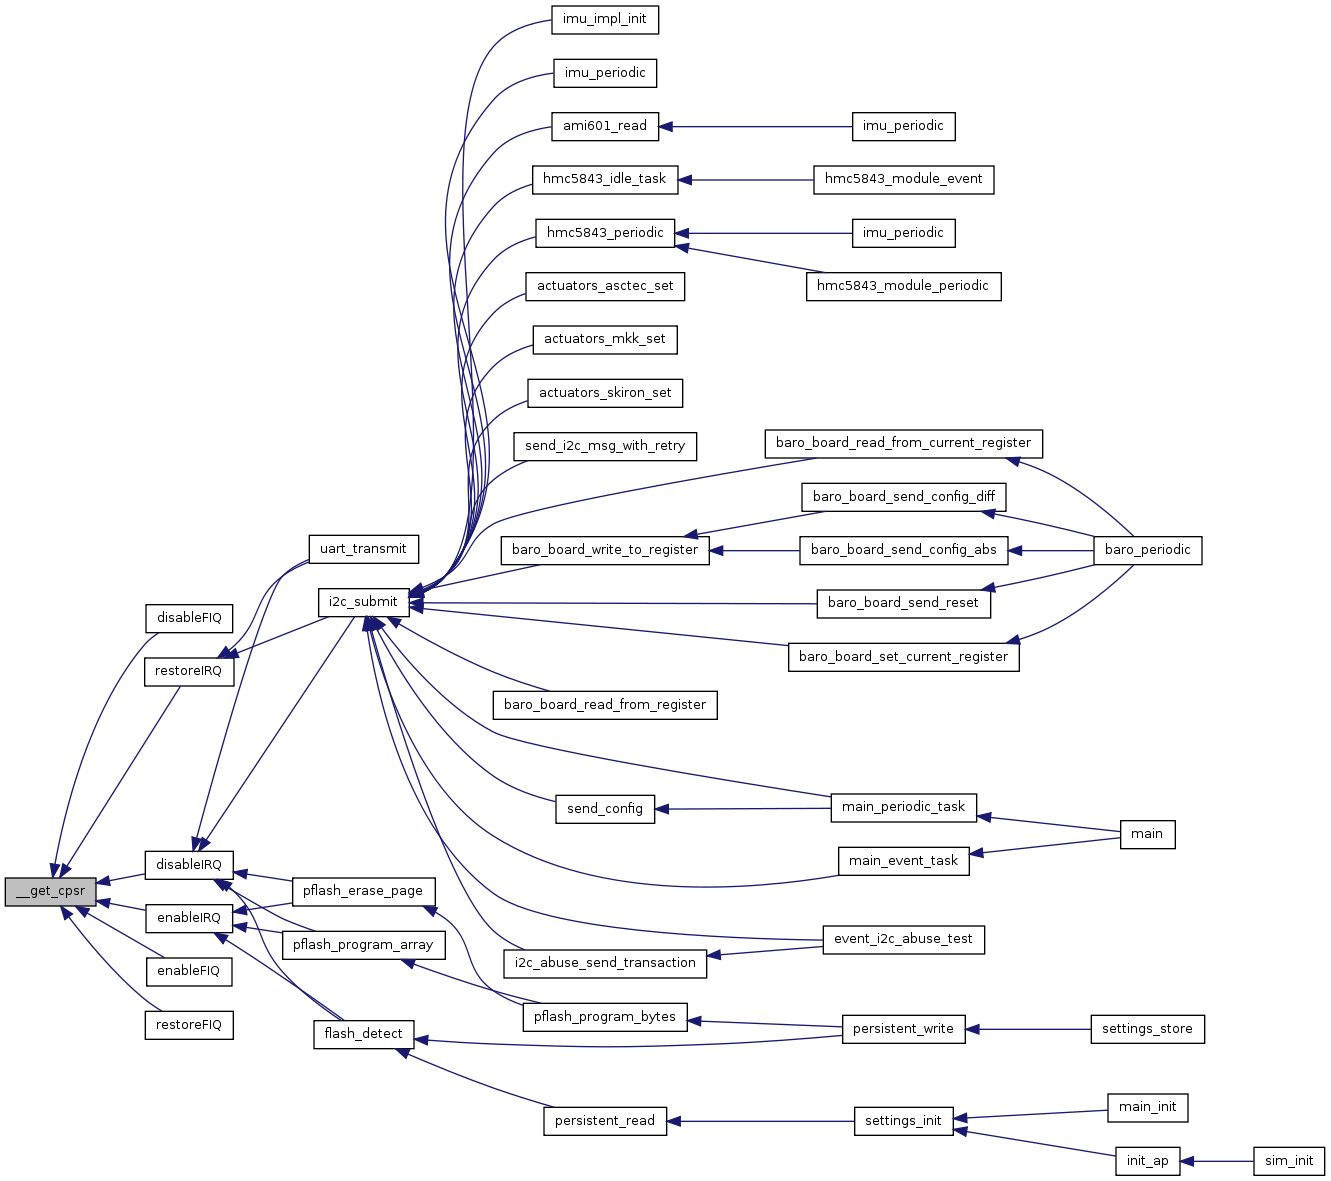 imu_impl_init
imu_periodic
ami601_read
imu_periodic
hmc5843_idle_task
hmc5843_module_event
hmc5843_periodic
imu_periodic
hmc5843_module_periodic
actuators_asctec_set
actuators_mkk_set
actuators_skiron_set
send_i2c_msg_with_retry
baro_board_read_from_current_register
baro_board_send_config_diff
uart_transmit
baro_board_write_to_register
baro_board_send_config_abs
baro_periodic
i2c_submit
baro_board_send_reset
disableFIQ
restoreIRQ
baro_board_set_current_register
baro_board_read_from_register
send_config
main_periodic_task
main
disableIRQ
main_event_task
__get_cpsr
pflash_erase_page
enableIRQ
pflash_program_array
event_i2c_abuse_test
enableFIQ
i2c_abuse_send_transaction
restoreFIQ
flash_detect
pflash_program_bytes
persistent_write
settings_store
persistent_read
settings_init
main_init
init_ap
sim_init